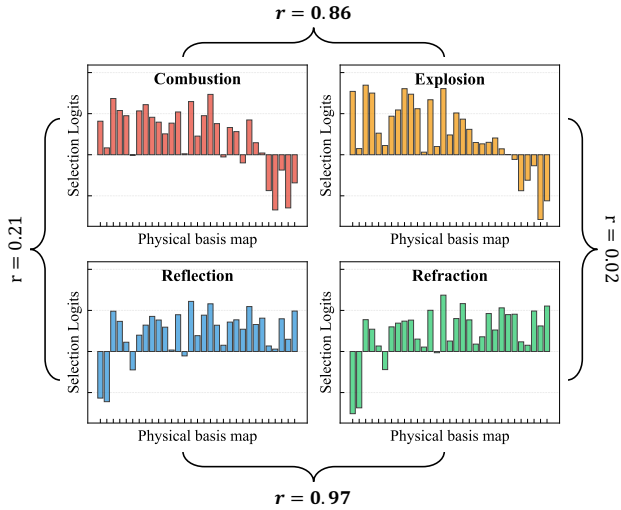 r = 0.86
Combustion
Selection Logits
Physical basis map
Explosion
Selection Logits
Physical basis map
r = 0.21
r = 0.02
Reflection
Selection Logits
Physical basis map
Refraction
Selection Logits
Physical basis map
r = 0.97